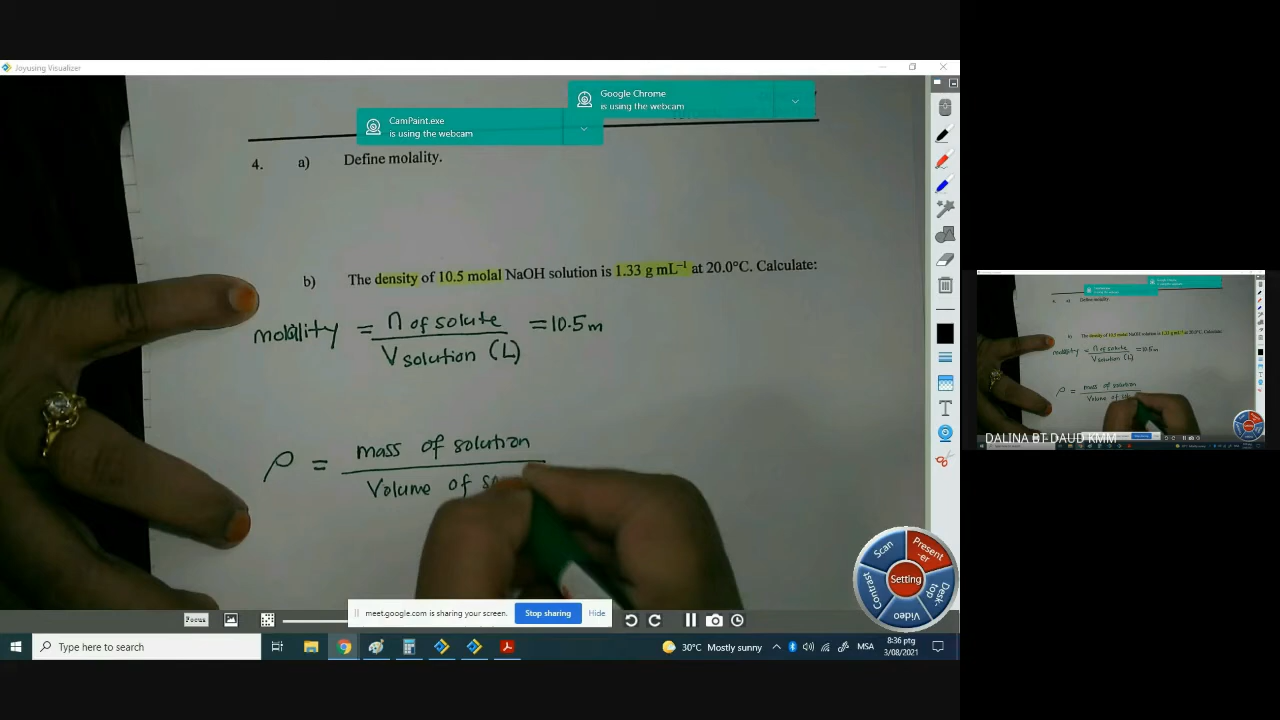 Joyusing Visualizer
Google Chrome
is using the webcam
CamPaint.exe
is using the webcam
4. a) Define molality.
b) The density of 10.5 molal NaOH solution is 1.33 g mL⁻¹ at 20.0°C. Calculate:
molality = n of solute = 10.5 m
V solution (L)
ρ = mass of solution
Volume of
meet.google.com is sharing your screen. Stop sharing Hide
Focus
Scan
Present-er
Setting
Contrast
Desk-top
Video
Type here to search
30°C Mostly sunny
MSA
8:36 ptg
3/08/2021
DALINA BT DAUD KMM